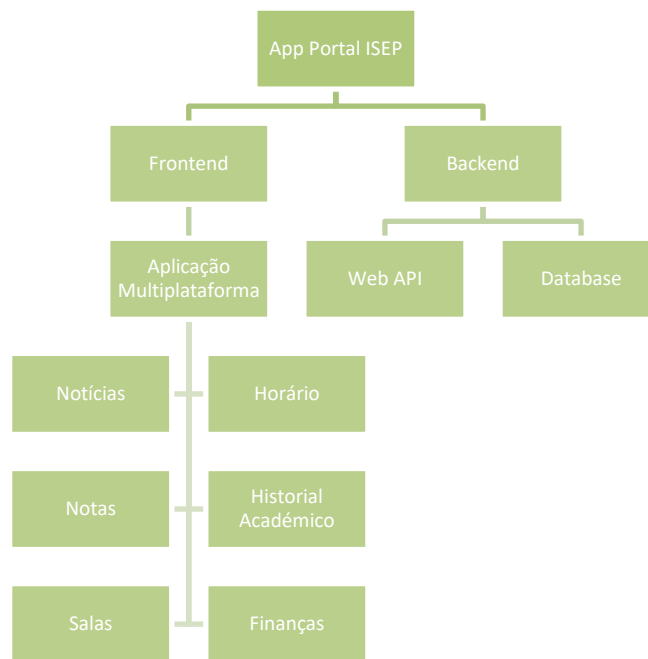 App Portal ISEP
Frontend
Backend
Aplicação
Multiplataforma
Web API
Database
Notícias
Horário
Notas
Historial
Académico
Salas
Finanças